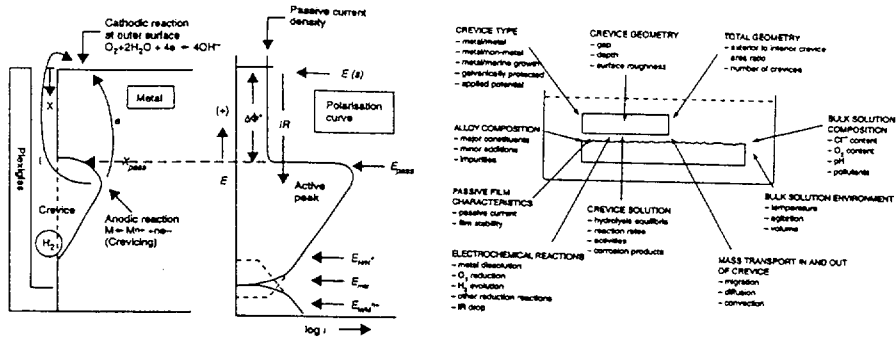 Cathodic reaction
at outer surface
O₂+2H₂O + 4e ← 4OH⁻
Passive current
density
E (s)
x
Metal
(+)
ΔΦ*
IR
Polarisation
curve
e
Plexiglas
I
x pass
E
E pass
Crevice
Anodic reaction
M ← Mⁿ⁺ +ne⁻
(Crevicing)
Active
peak
H₂
log i
CREVICE TYPE
– metal/metal
– metal/non-metal
– metal/marine growth
– galvanically protected
– applied potential
CREVICE GEOMETRY
– gap
– depth
– surface roughness
TOTAL GEOMETRY
– exterior to interior crevice
area ratio
– number of crevices
ALLOY COMPOSITION
– major constituents
– minor additions
– impurities
BULK SOLUTION
COMPOSITION
– Cl⁻ content
– O₂ content
– pH
– pollutants
PASSIVE FILM
CHARACTERISTICS
– passive current
– film stability
CREVICE SOLUTION
– hydrolysis equilibria
– reaction rates
– activities
– corrosion products
BULK SOLUTION ENVIRONMENT
– temperature
– agitation
– volume
ELECTROCHEMICAL REACTIONS
– metal dissolution
– O₂ reduction
– H₂ evolution
– other reduction reactions
– IR drop
MASS TRANSPORT IN AND OUT
OF CREVICE
– migration
– diffusion
– convection